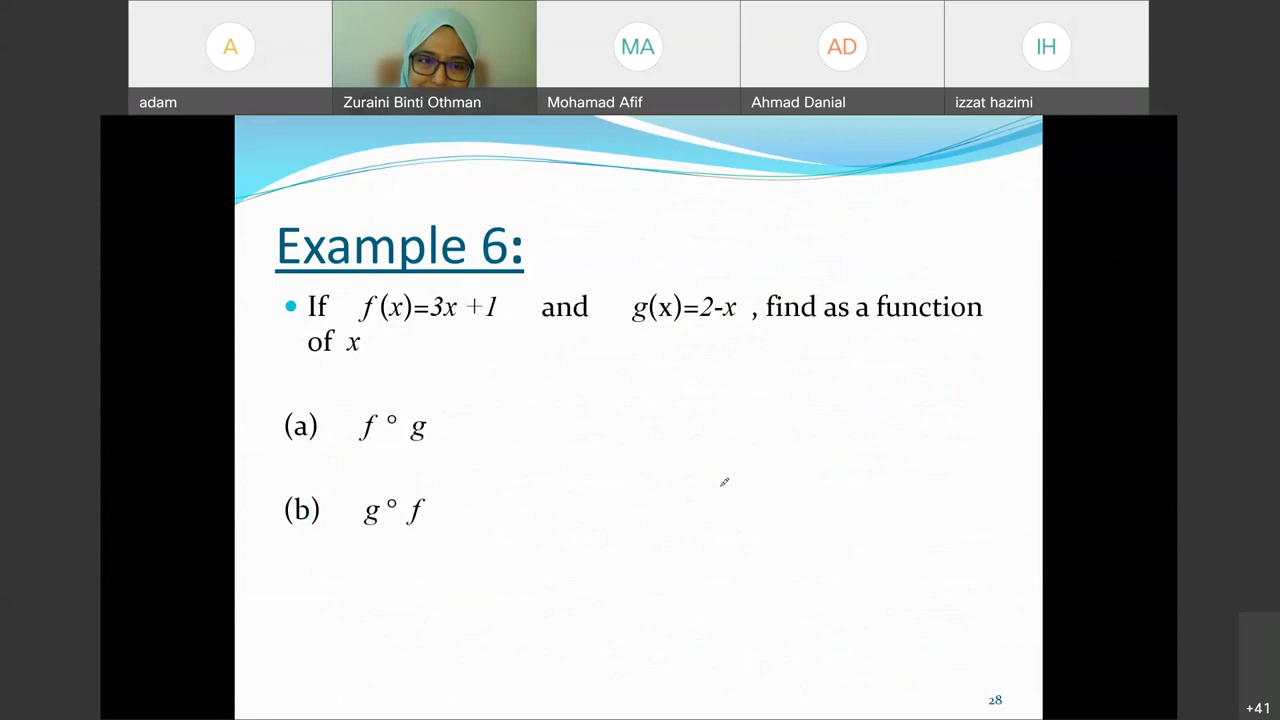 A
MA
AD
IH
adam
Zuraini Binti Othman
Mohamad Afif
Ahmad Danial
izzat hazimi
Example 6:
• If f (x)=3x +1 and g(x)=2-x , find as a function
of x
(a) f ° g
(b) g ° f
28
+41